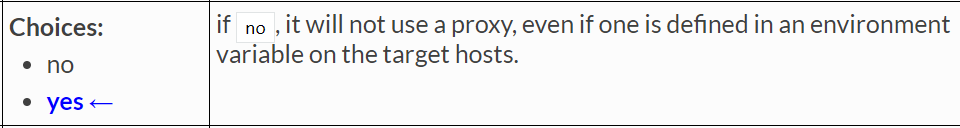 Choices:
• no
• yes ←
if no, it will not use a proxy, even if one is defined in an environment
variable on the target hosts.